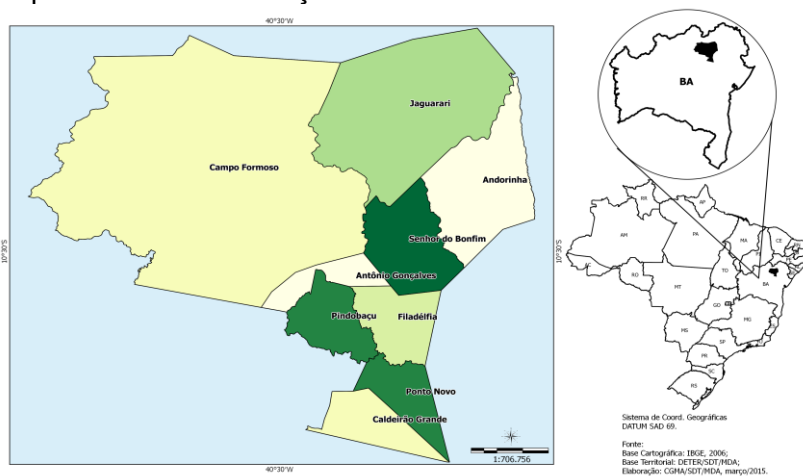 40°30'W
Jaguarari
Campo Formoso
Andorinha
Senhor do Bonfim
Antônio Gonçalves
Pindobaçu
Filadélfia
Ponto Novo
Caldeirão Grande
10°30'S
10°30'S
40°30'W
1:706.756
BA
RR
AP
AM
PA
MA
CE
AC
RO
TO
BA
MT
GO
MG
MS
SP
PR
SC
RS
Sistema de Coord. Geográficas
DATUM SAD 69.
Fonte:
Base Cartográfica: IBGE, 2006;
Base Territorial: DETER/SDT/MDA;
Elaboração: CGMA/SDT/MDA, março/2015.